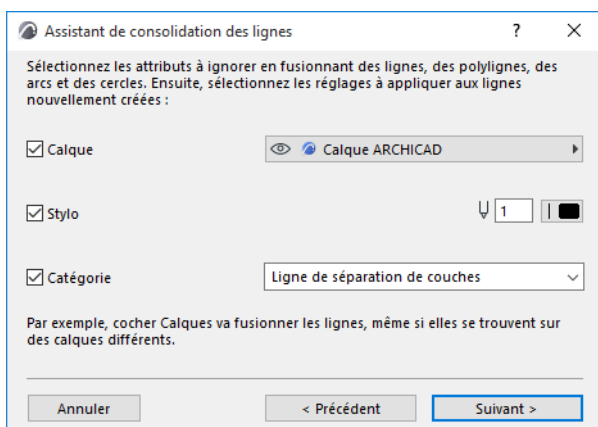 Assistant de consolidation des lignes ?
Sélectionnez les attributs à ignorer en fusionnant des lignes, des polylignes, des
arcs et des cercles. Ensuite, sélectionnez les réglages à appliquer aux lignes
nouvellement créées :
Calque Calque ARCHICAD
Stylo 1
Catégorie Ligne de séparation de couches
Par exemple, cocher Calques va fusionner les lignes, même si elles se trouvent sur
des calques différents.
Annuler < Précédent Suivant >